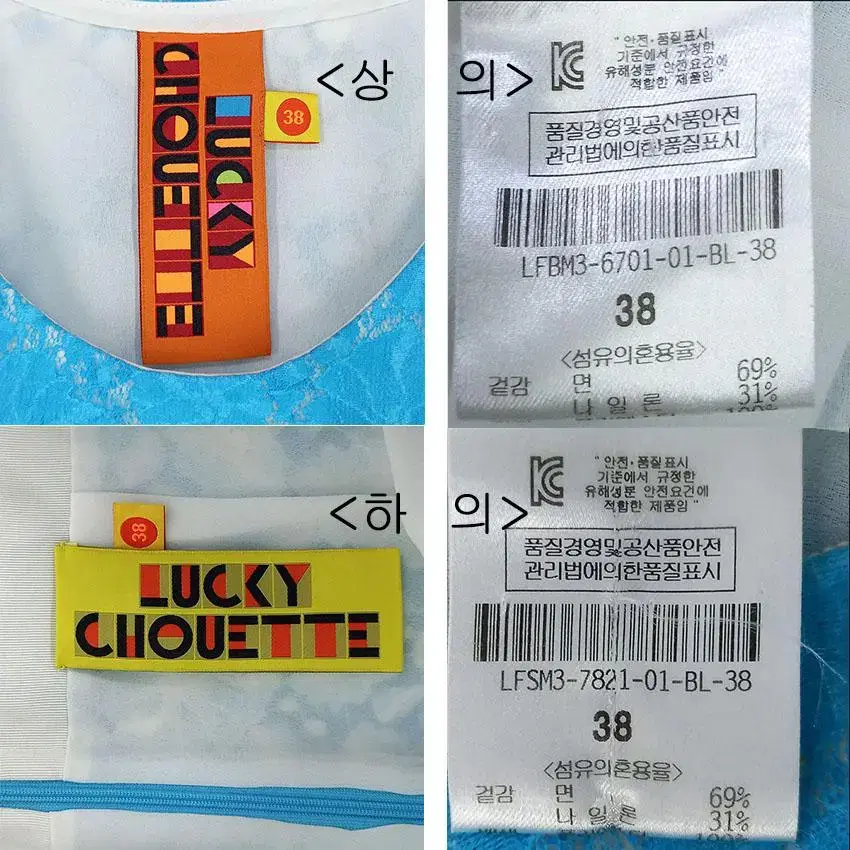 LUCKY
CHOUETTE
38
<상 의>
" 안전·품질표시
기준에서 규정한
유해성분 안전요건에
적합한 제품임 "
품질경영및공산품안전
관리법에의한품질표시
LFBM3-6701-01-BL-38
38
<섬유의혼용율>
겉감 면 69%
나 일 론 31%
38
LUCKY
CHOUETTE
<하 의>
" 안전·품질표시
기준에서 규정한
유해성분 안전요건에
적합한 제품임 "
품질경영및공산품안전
관리법에의한품질표시
LFSM3-7821-01-BL-38
38
<섬유의혼용율>
겉감 면 69%
나 일 론 31%